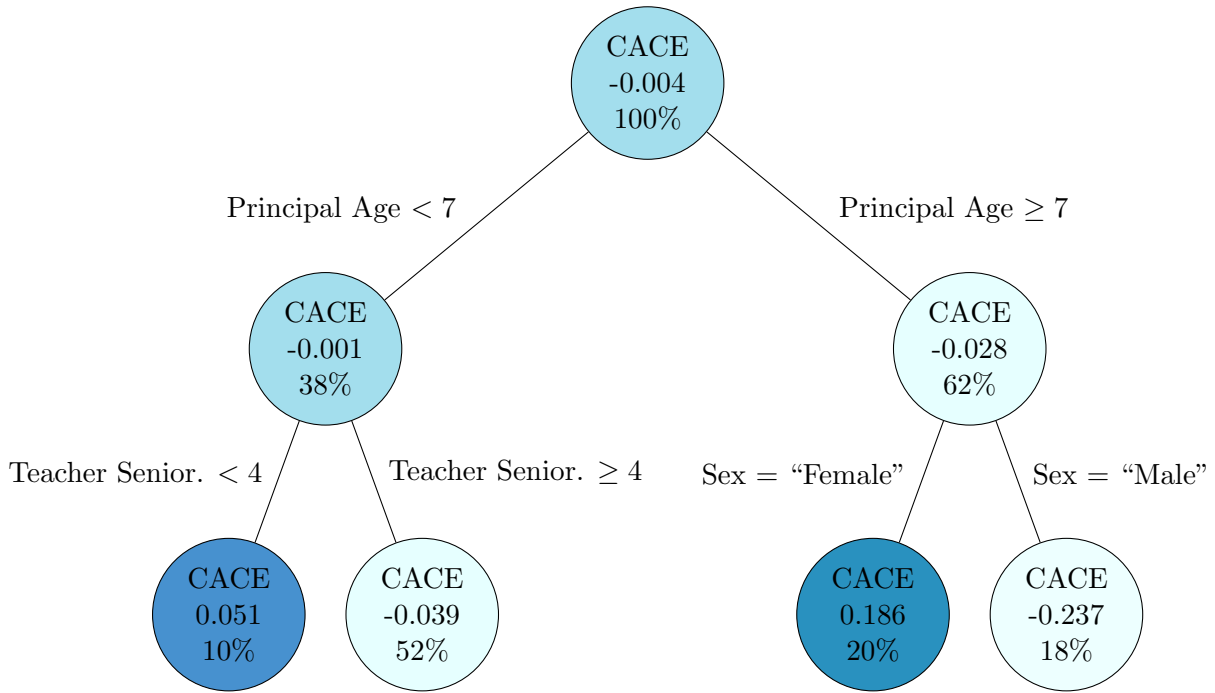 CACE
-0.004
100%
Principal Age < 7
Principal Age ≥ 7
CACE
-0.001
38%
CACE
-0.028
62%
Teacher Senior. < 4
Teacher Senior. ≥ 4
Sex = “Female”
Sex = “Male”
CACE
0.051
10%
CACE
-0.039
52%
CACE
0.186
20%
CACE
-0.237
18%